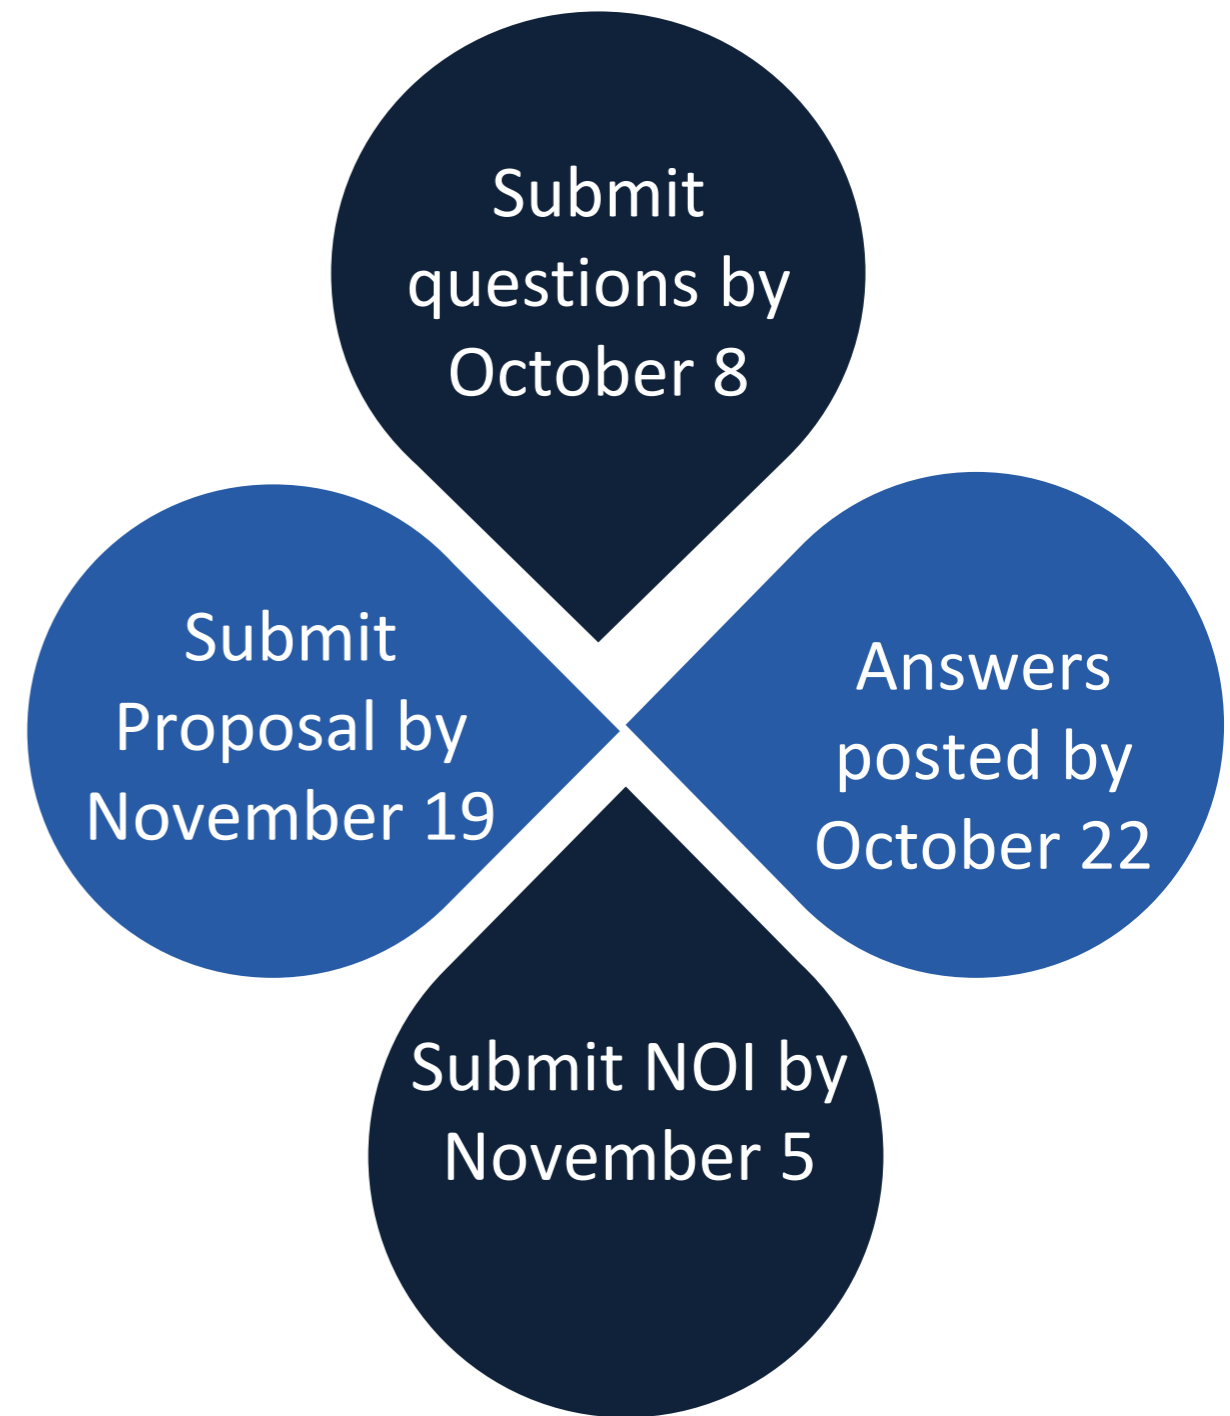 Submit
questions by
October 8
Answers
posted by
October 22
Submit NOI by
November 5
Submit
Proposal by
November 19